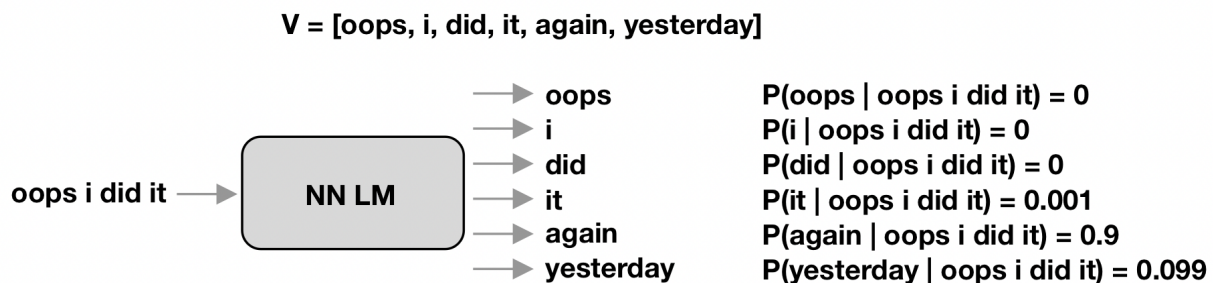 V = [oops, i, did, it, again, yesterday]
oops P(oops | oops i did it) = 0
i P(i | oops i did it) = 0
did P(did | oops i did it) = 0
oops i did it NN LM it P(it | oops i did it) = 0.001
again P(again | oops i did it) = 0.9
yesterday P(yesterday | oops i did it) = 0.099